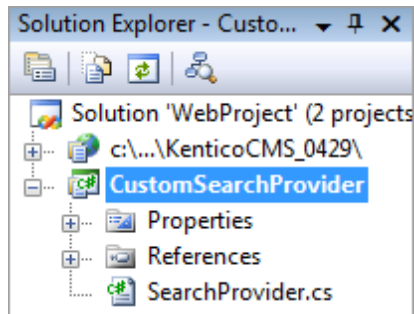 Solution Explorer - Custo...
Solution 'WebProject' (2 projects
c:\...\KenticoCMS_0429\
CustomSearchProvider
Properties
References
SearchProvider.cs